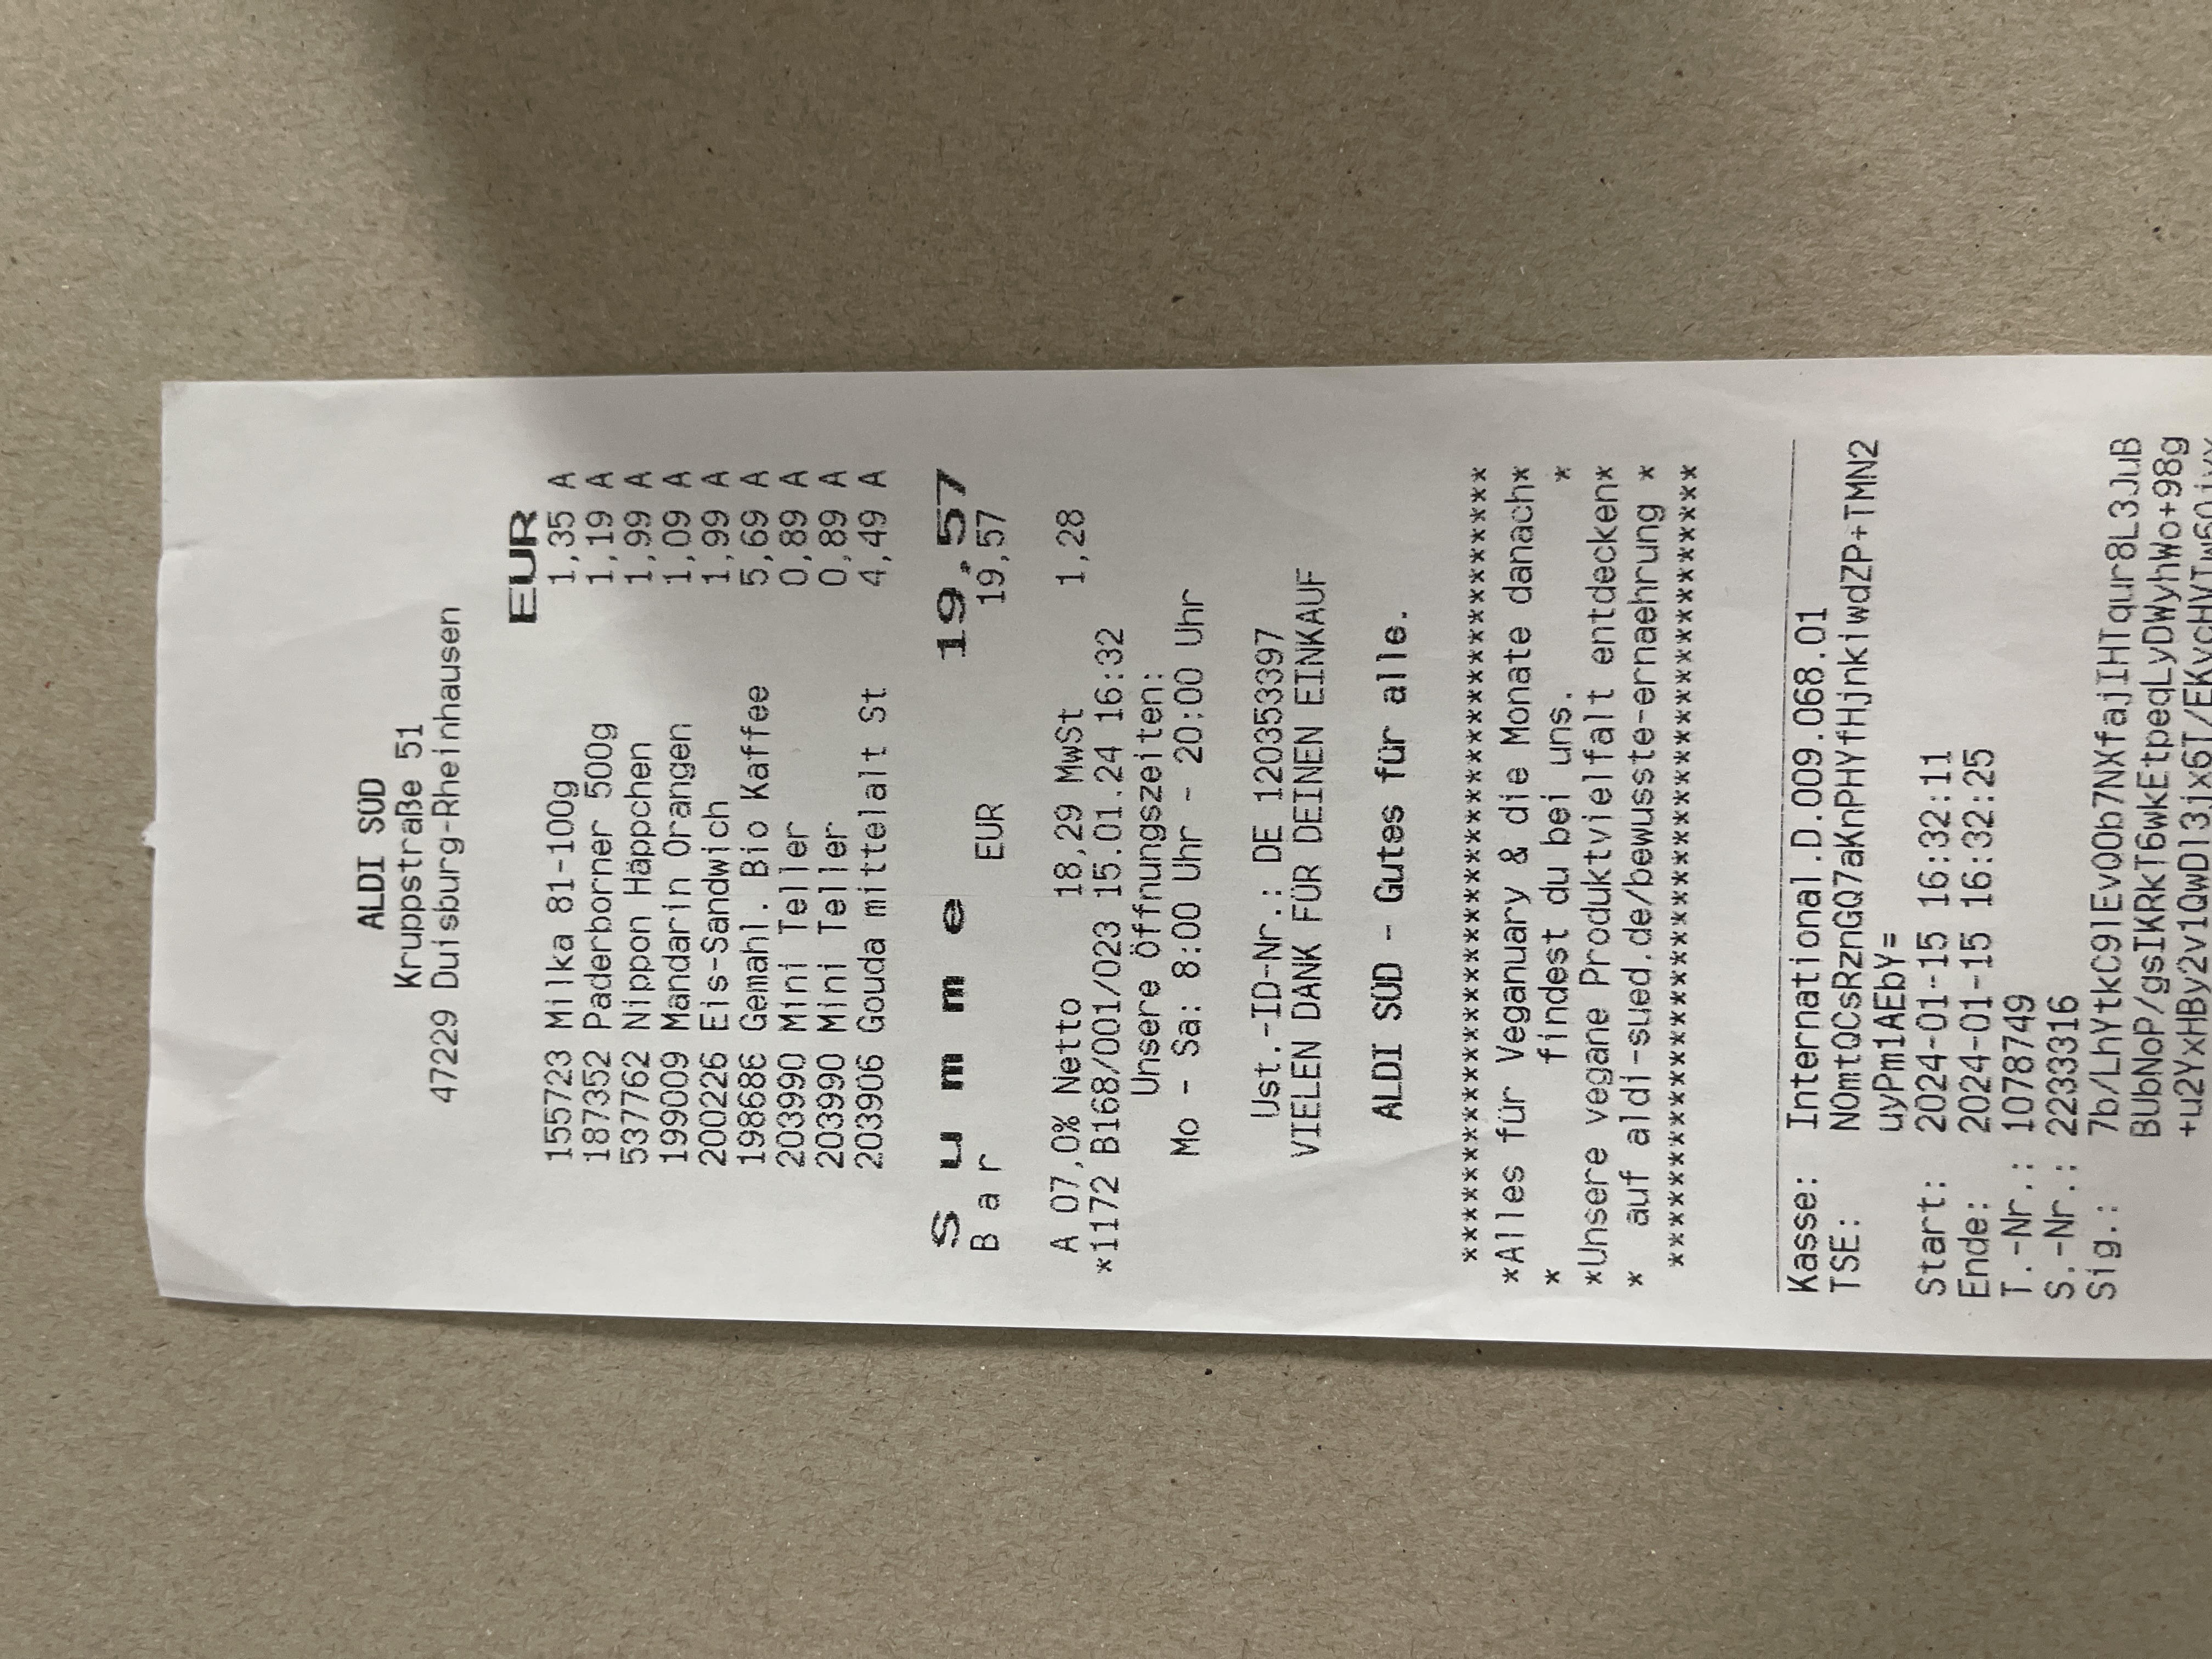 ALDI SÜD
Kruppstraße 51
47229 Duisburg-Rheinhausen
EUR
155723 Milka 81-100g 1,35 A
187352 Paderborner 500g 1,19 A
537762 Nippon Häppchen 1,99 A
199009 Mandarin Orangen 1,09 A
200226 Eis-Sandwich 1,99 A
198686 Gemahl. Bio Kaffee 5,69 A
203990 Mini Teller 0,89 A
203990 Mini Teller 0,89 A
203906 Gouda mittelalt St 4,49 A
Summe 19,57
Bar EUR 19,57
A 07,0% Netto 18,29 MwSt 1,28
*1172 B168/001/023 15.01.24 16:32
Unsere Öffnungszeiten:
Mo - Sa: 8:00 Uhr - 20:00 Uhr
Ust.-ID-Nr.: DE 120353397
VIELEN DANK FÜR DEINEN EINKAUF
ALDI SÜD - Gutes für alle.
****************************************
*Alles für Veganuary & die Monate danach*
* findest du bei uns. *
*Unsere vegane Produktvielfalt entdecken*
* auf aldi-sued.de/bewusste-ernaehrung *
****************************************
Kasse: International.D.009.068.01
TSE: NOmtQCsRznGQ7aKnPHYfHjnkiwdZP+TMN2
uyPm1AEbY=
Start: 2024-01-15 16:32:11
Ende: 2024-01-15 16:32:25
T.-Nr.: 1078749
S.-Nr.: 2233316
Sig.: 7b/LhYtkC9lEvQ0b7NXfajIHTqur8L3JuB
BUbNoP/gsIKRkT6wkEtpeqLyDWyhWo+98g